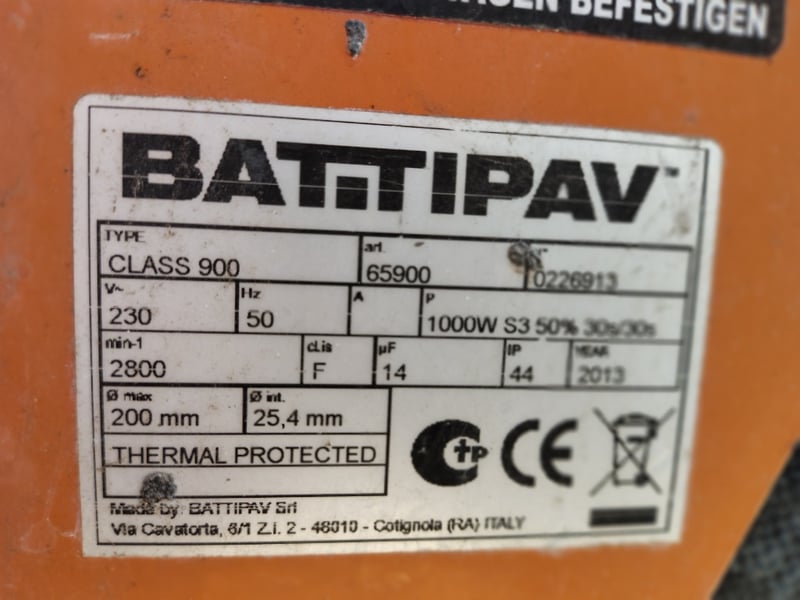 BEFESTIGEN
BATTIPAV™
TYPE
CLASS 900
art.
65900
0226913
V~
230
Hz
50
A
P
1000W S3 50% 30s/30s
min-1
2800
cl.is
F
µF
14
IP
44
YEAR
2013
Ø max
200 mm
Ø int.
25,4 mm
THERMAL PROTECTED
CE
Made by: BATTIPAV Srl
Via Cavatorta, 6/1 Z.I. 2 - 48010 - Cotignola (RA) ITALY